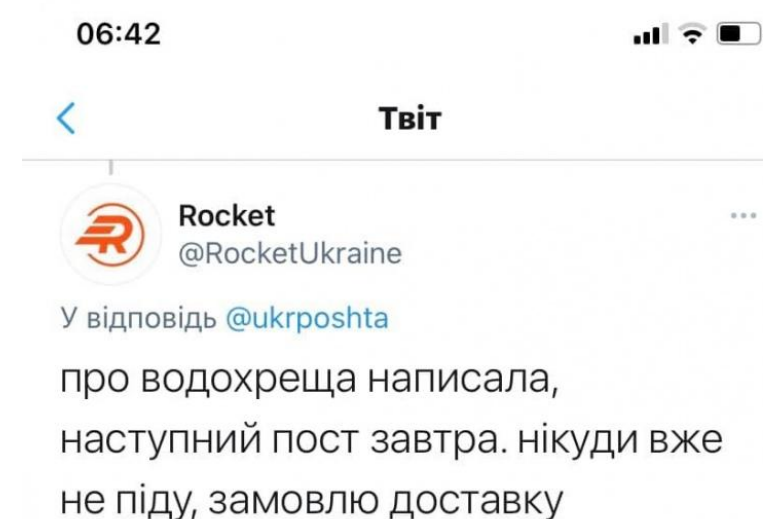 06:42
Твіт
Rocket
@RocketUkraine
У відповідь @ukrposhta
про водохреща написала,
наступний пост завтра. нікуди вже
не піду, замовлю доставку